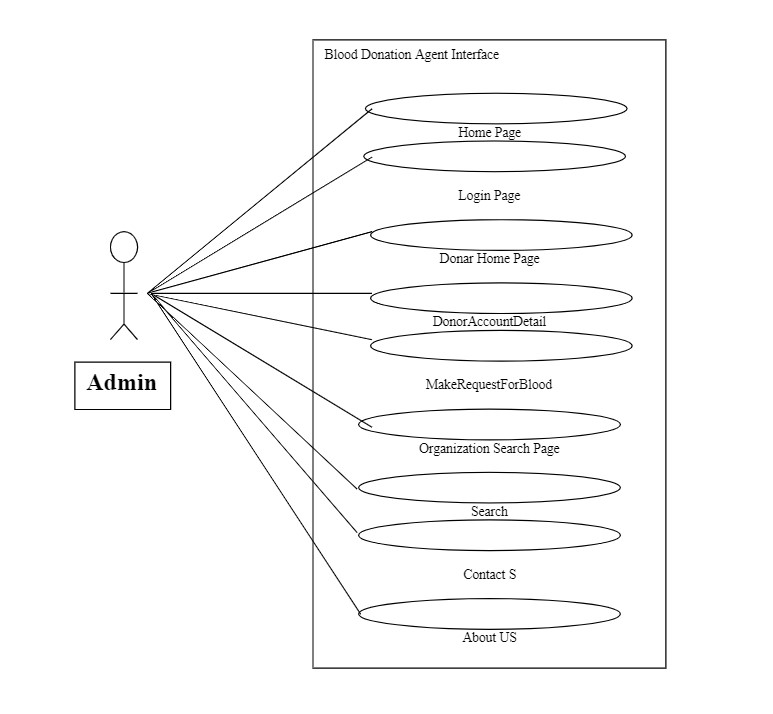 Blood Donation Agent Interface
Home Page
Login Page
Donar Home Page
DonorAccountDetail
Admin
MakeRequestForBlood
Organization Search Page
Search
Contact S
About US